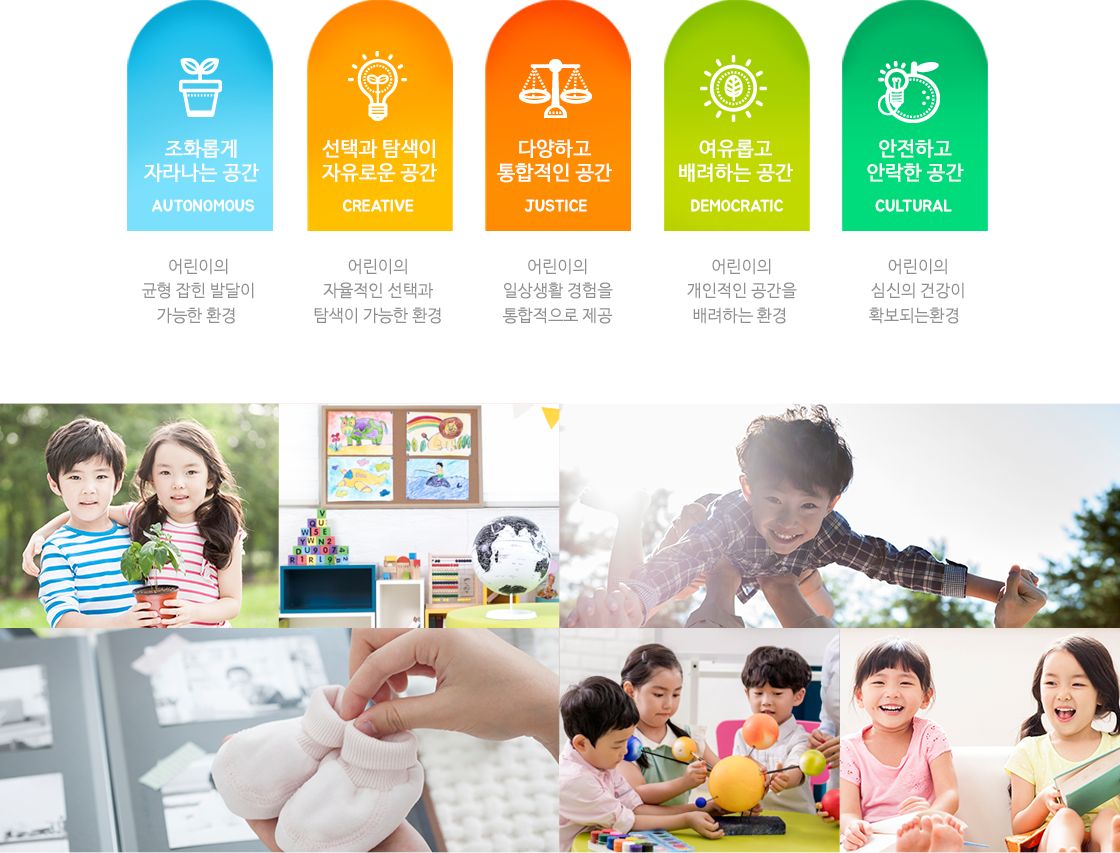 조화롭게
자라나는 공간
AUTONOMOUS
어린이의
균형 잡힌 발달이
가능한 환경
선택과 탐색이
자유로운 공간
CREATIVE
어린이의
자율적인 선택과
탐색이 가능한 환경
다양하고
통합적인 공간
JUSTICE
어린이의
일상생활 경험을
통합적으로 제공
여유롭고
배려하는 공간
DEMOCRATIC
어린이의
개인적인 공간을
배려하는 환경
안전하고
안락한 공간
CULTURAL
어린이의
심신의 건강이
확보되는환경